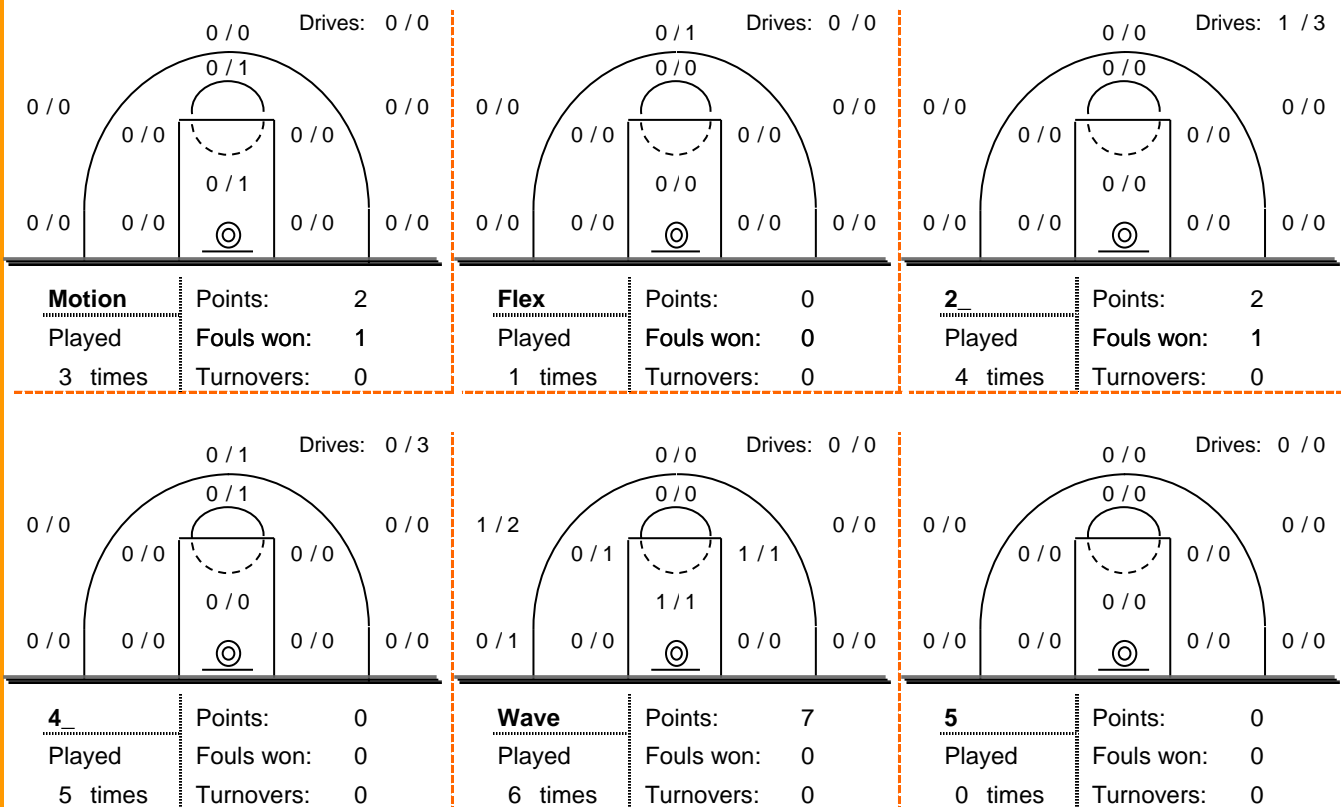 0 / 0 Drives: 0 / 0
0 / 1
0 / 0 0 / 0
0 / 0 0 / 0
0 / 1
0 / 0 0 / 0 0 / 0 0 / 0
Motion Points: 2
Played Fouls won: 1
3 times Turnovers: 0
0 / 1 Drives: 0 / 0
0 / 0
0 / 0 0 / 0
0 / 0 0 / 0
0 / 0
0 / 0 0 / 0 0 / 0 0 / 0
Flex Points: 0
Played Fouls won: 0
1 times Turnovers: 0
0 / 0 Drives: 1 / 3
0 / 0
0 / 0 0 / 0
0 / 0 0 / 0
0 / 0
0 / 0 0 / 0 0 / 0 0 / 0
2_ Points: 2
Played Fouls won: 1
4 times Turnovers: 0
0 / 1 Drives: 0 / 3
0 / 1
0 / 0 0 / 0
0 / 0 0 / 0
0 / 0
0 / 0 0 / 0 0 / 0 0 / 0
4_ Points: 0
Played Fouls won: 0
5 times Turnovers: 0
0 / 0 Drives: 0 / 0
0 / 0
1 / 2 0 / 0
0 / 1 1 / 1
1 / 1
0 / 1 0 / 0 0 / 0 0 / 0
Wave Points: 7
Played Fouls won: 0
6 times Turnovers: 0
0 / 0 Drives: 0 / 0
0 / 0
0 / 0 0 / 0
0 / 0 0 / 0
0 / 0
0 / 0 0 / 0 0 / 0 0 / 0
5 Points: 0
Played Fouls won: 0
0 times Turnovers: 0